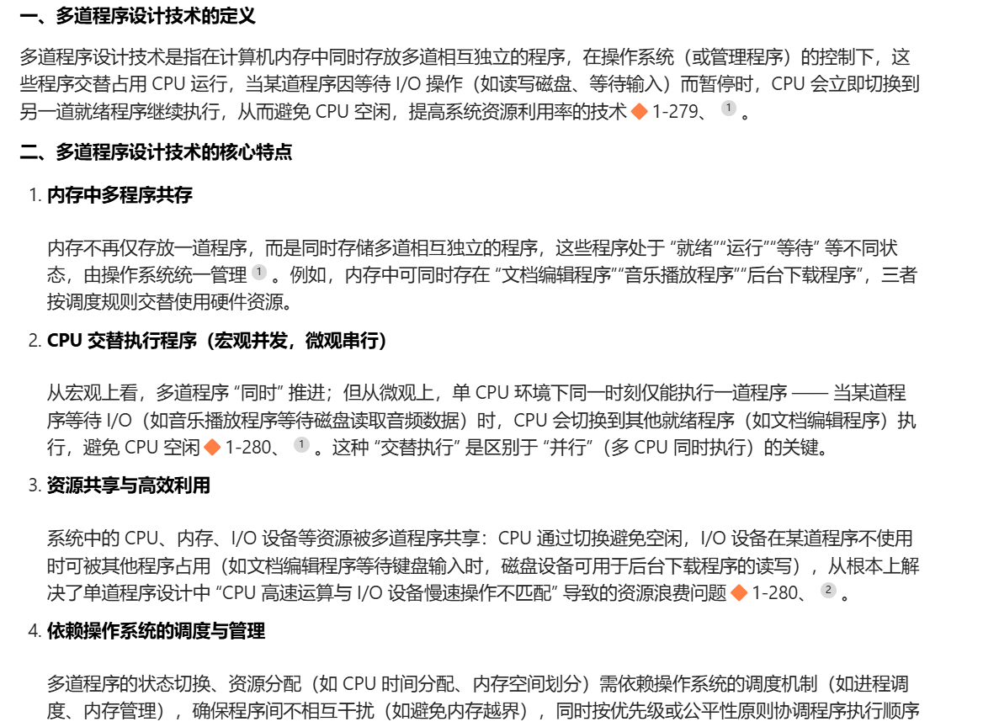 一、多道程序设计技术的定义
多道程序设计技术是指在计算机内存中同时存放多道相互独立的程序，在操作系统（或管理程序）的控制下，这
些程序交替占用 CPU 运行，当某道程序因等待 I/O 操作（如读写磁盘、等待输入）而暂停时，CPU 会立即切换到
另一道就绪程序继续执行，从而避免 CPU 空闲，提高系统资源利用率的技术🔶1-279、 1 。
二、多道程序设计技术的核心特点
1. 内存中多程序共存
内存不再仅存放一道程序，而是同时存储多道相互独立的程序，这些程序处于 “就绪”“运行”“等待” 等不同状
态，由操作系统统一管理 1 。例如，内存中可同时存在 “文档编辑程序”“音乐播放程序”“后台下载程序”，三者
按调度规则交替使用硬件资源。
2. CPU 交替执行程序（宏观并发，微观串行）
从宏观上看，多道程序 “同时” 推进；但从微观上，单 CPU 环境下同一时刻仅能执行一道程序 —— 当某道程
序等待 I/O（如音乐播放程序等待磁盘读取音频数据）时，CPU 会切换到其他就绪程序（如文档编辑程序）执
行，避免 CPU 空闲🔶1-280、 1 。这种 “交替执行” 是区别于 “并行”（多 CPU 同时执行）的关键。
3. 资源共享与高效利用
系统中的 CPU、内存、I/O 设备等资源被多道程序共享：CPU 通过切换避免空闲，I/O 设备在某道程序不使用
时可被其他程序占用（如文档编辑程序等待键盘输入时，磁盘设备可用于后台下载程序的读写），从根本上解
决了单道程序设计中 “CPU 高速运算与 I/O 设备慢速操作不匹配” 导致的资源浪费问题🔶1-280、 2 。
4. 依赖操作系统的调度与管理
多道程序的状态切换、资源分配（如 CPU 时间分配、内存空间划分）需依赖操作系统的调度机制（如进程调
度、内存管理），确保程序间不相互干扰（如避免内存越界），同时按优先级或公平性原则协调程序执行顺序